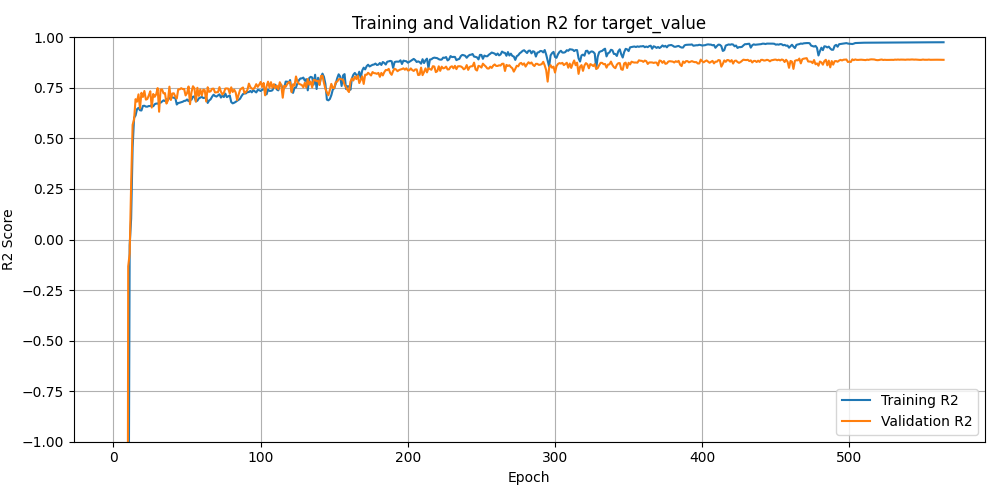 Training and Validation R2 for target_value
R2 Score
1.00
0.75
0.50
0.25
0.00
−0.25
−0.50
−0.75
−1.00
0 100 200 300 400 500
Epoch
Training R2
Validation R2